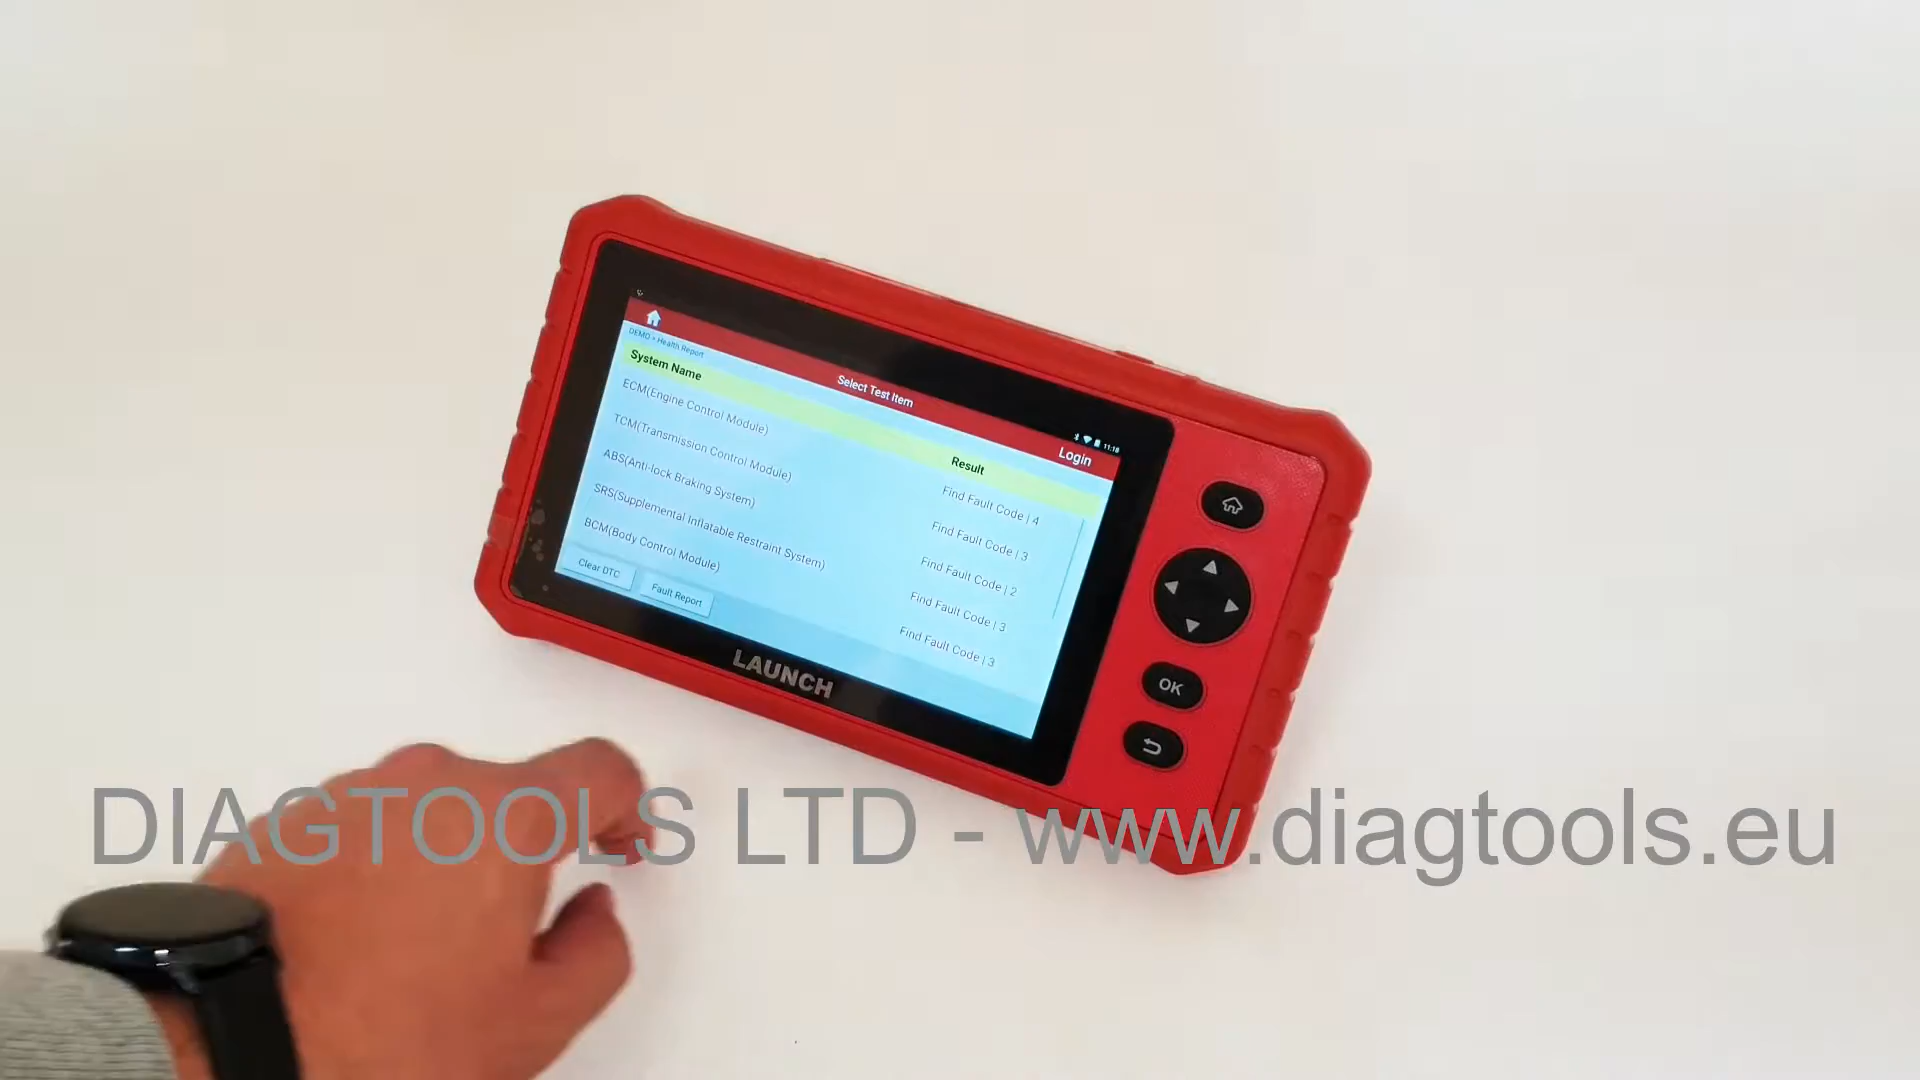 11:18
Select Test Item
Login
DEMO > Health Report
System Name
Result
ECM(Engine Control Module)
Find Fault Code | 4
TCM(Transmission Control Module)
Find Fault Code | 3
ABS(Anti-lock Braking System)
Find Fault Code | 2
SRS(Supplemental Inflatable Restraint System)
Find Fault Code | 3
BCM(Body Control Module)
Find Fault Code | 3
Clear DTC
Fault Report
LAUNCH
OK
DIAGTOOLS LTD - www.diagtools.eu